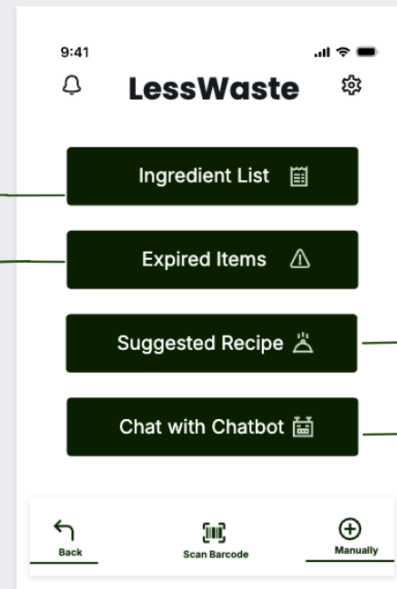 9:41
LessWaste
Ingredient List
Expired Items
Suggested Recipe
Chat with Chatbot
Back
Scan Barcode
Manually